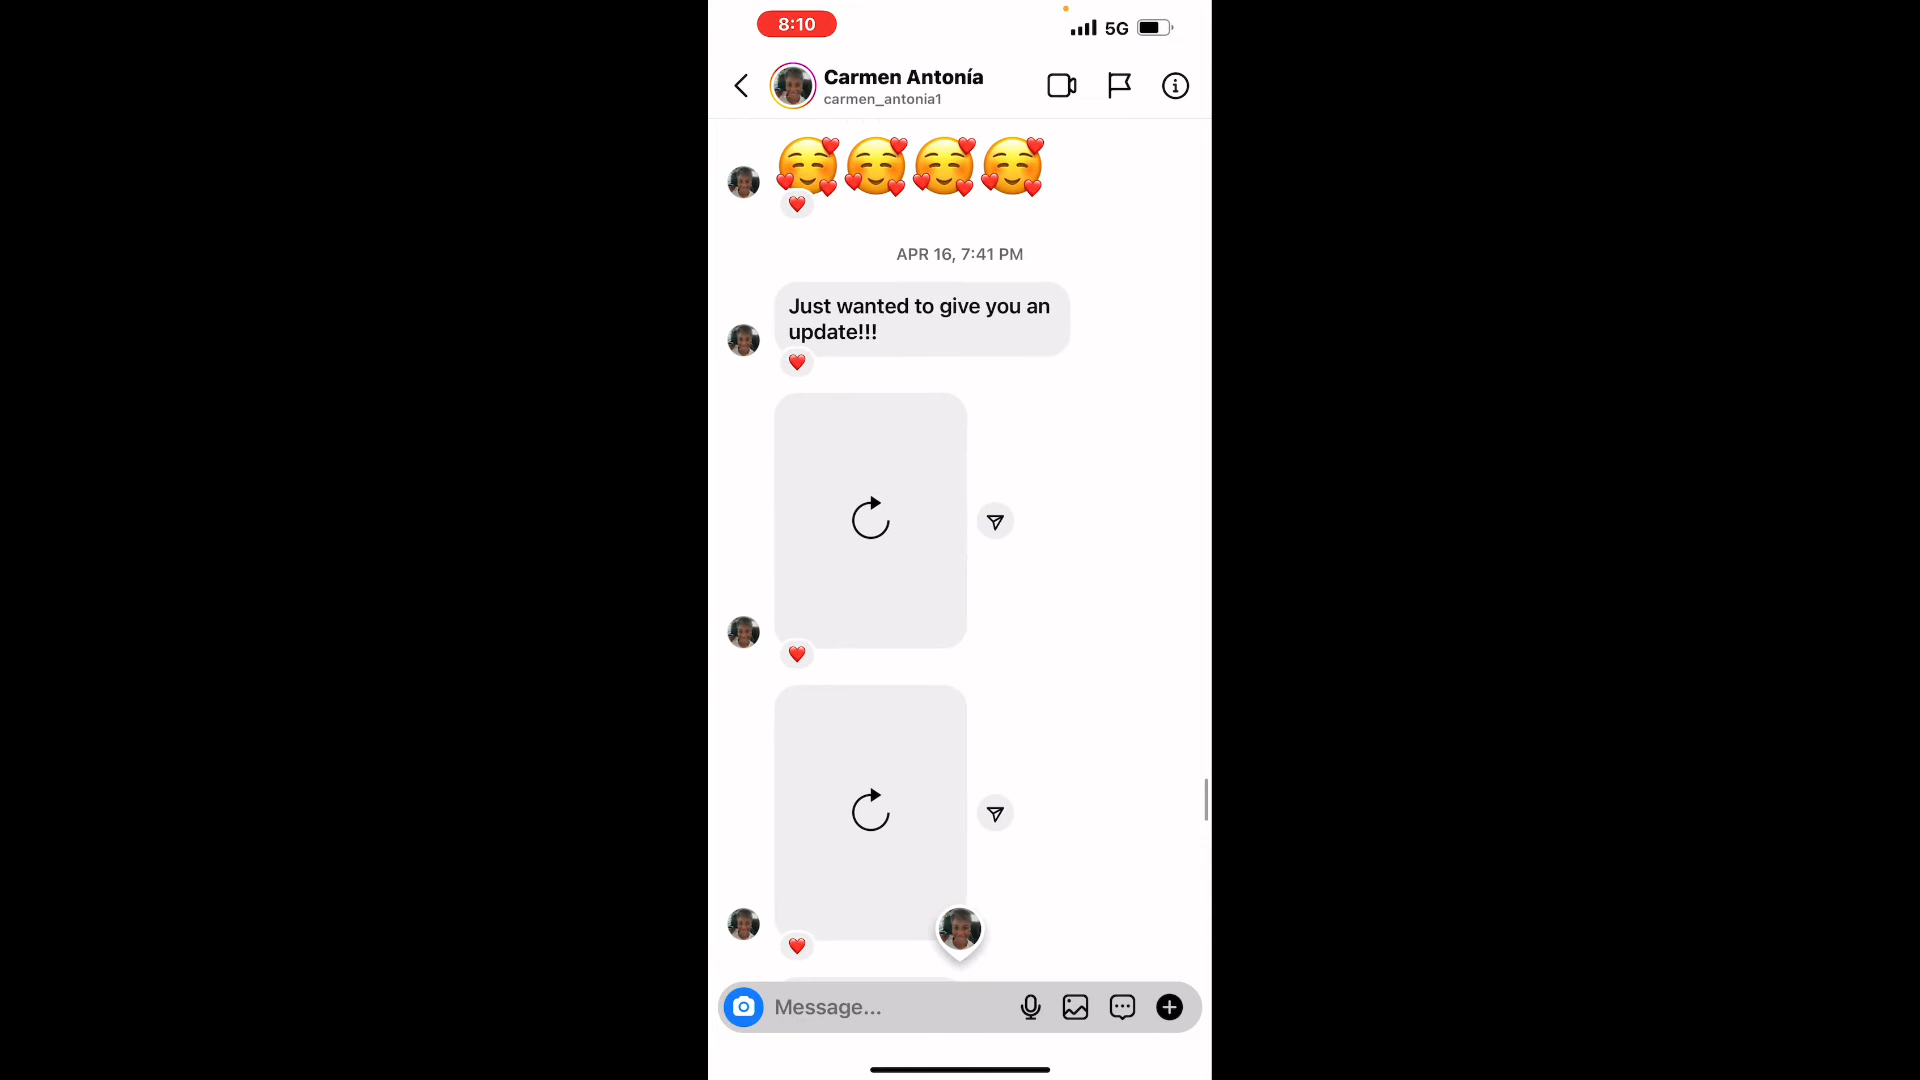 8:10
5G
Carmen Antonía
carmen_antonia1
APR 16, 7:41 PM
Just wanted to give you an
update!!!
Message...